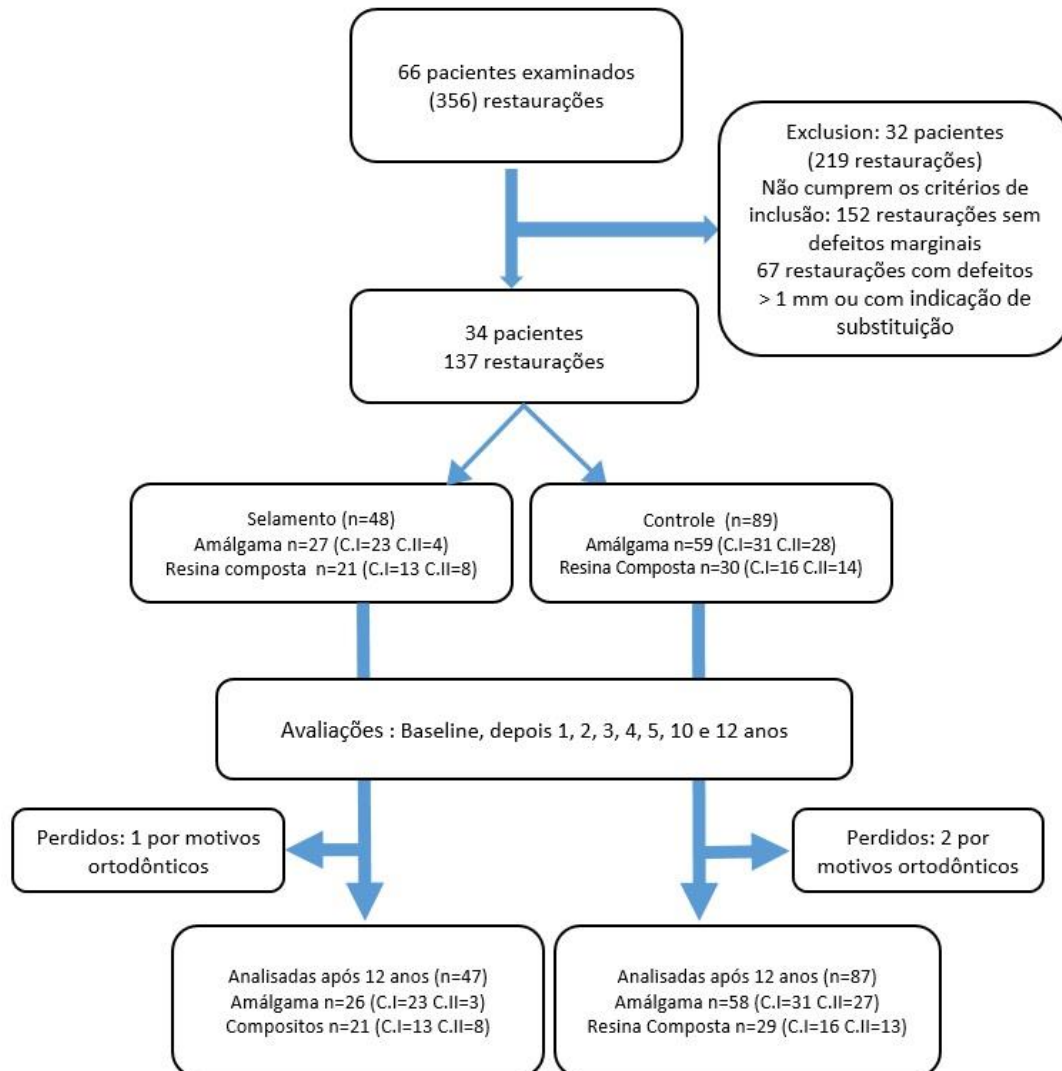 66 pacientes examinados
(356) restaurações
Exclusion: 32 pacientes
(219 restaurações)
Não cumprem os critérios de
inclusão: 152 restaurações sem
defeitos marginais
67 restaurações com defeitos
> 1 mm ou com indicação de
substituição
34 pacientes
137 restaurações
Selamento (n=48)
Amálgama n=27 (C.I=23 C.II=4)
Resina composta n=21 (C.I=13 C.II=8)
Controle (n=89)
Amálgama n=59 (C.I=31 C.II=28)
Resina Composta n=30 (C.I=16 C.II=14)
Avaliações : Baseline, depois 1, 2, 3, 4, 5, 10 e 12 anos
Perdidos: 1 por motivos
ortodônticos
Perdidos: 2 por
motivos ortodônticos
Analisadas após 12 anos (n=47)
Amálgama n=26 (C.I=23 C.II=3)
Compositos n=21 (C.I=13 C.II=8)
Analisadas após 12 anos (n=87)
Amálgama n=58 (C.I=31 C.II=27)
Resina Composta n=29 (C.I=16 C.II=13)